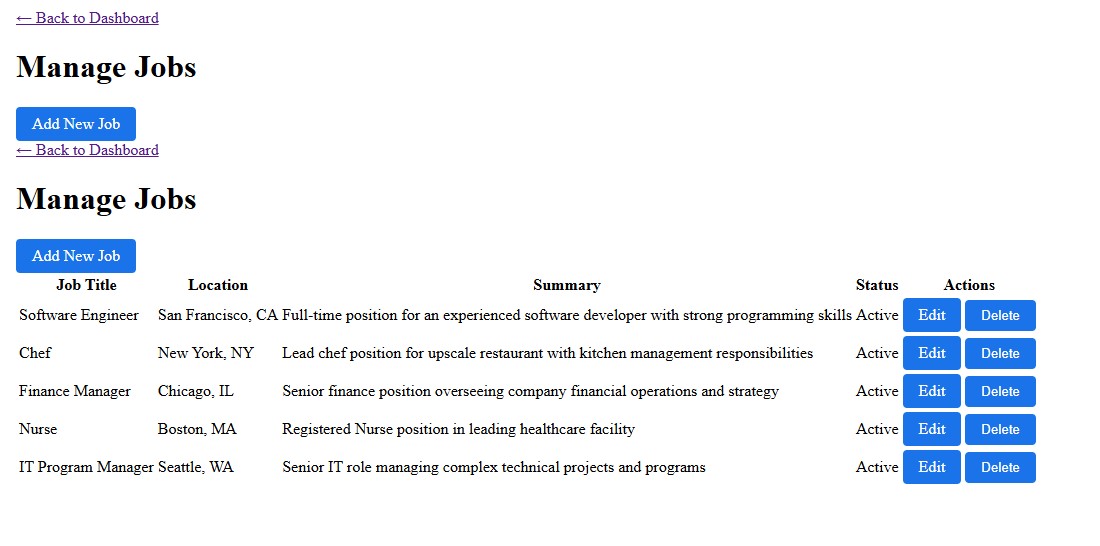 ← Back to Dashboard
Manage Jobs
Add New Job
← Back to Dashboard
Manage Jobs
Add New Job
Job Title Location Summary Status Actions
Software Engineer San Francisco, CA Full-time position for an experienced software developer with strong programming skills Active Edit Delete
Chef New York, NY Lead chef position for upscale restaurant with kitchen management responsibilities Active Edit Delete
Finance Manager Chicago, IL Senior finance position overseeing company financial operations and strategy Active Edit Delete
Nurse Boston, MA Registered Nurse position in leading healthcare facility Active Edit Delete
IT Program Manager Seattle, WA Senior IT role managing complex technical projects and programs Active Edit Delete